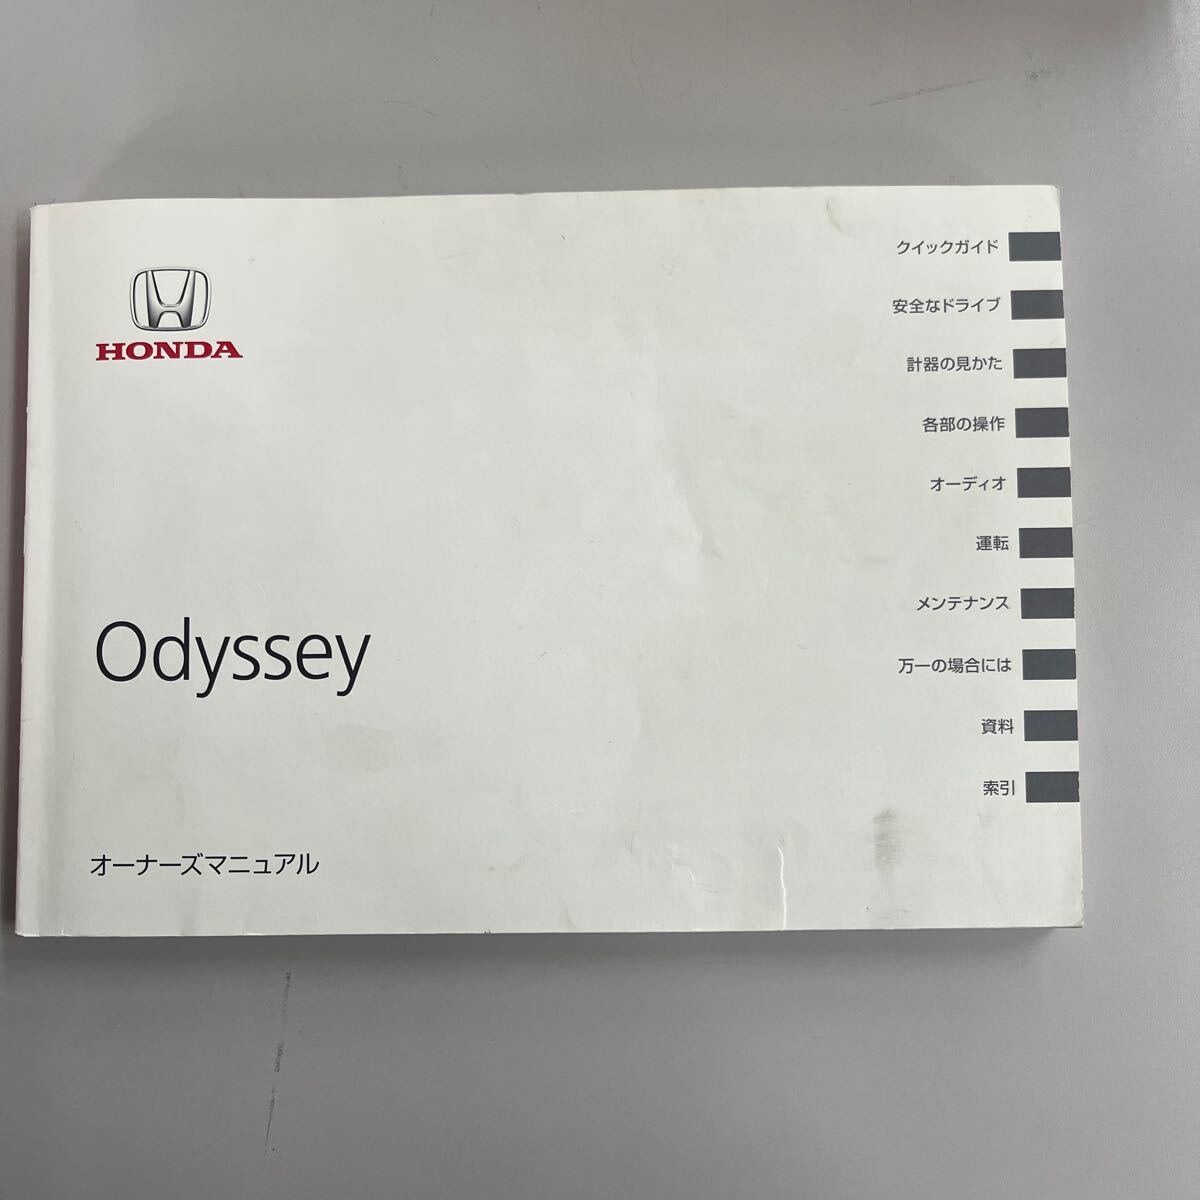 HONDA
Odyssey
オーナーズマニュアル
クイックガイド
安全なドライブ
計器の見かた
各部の操作
オーディオ
運転
メンテナンス
万一の場合には
資料
索引